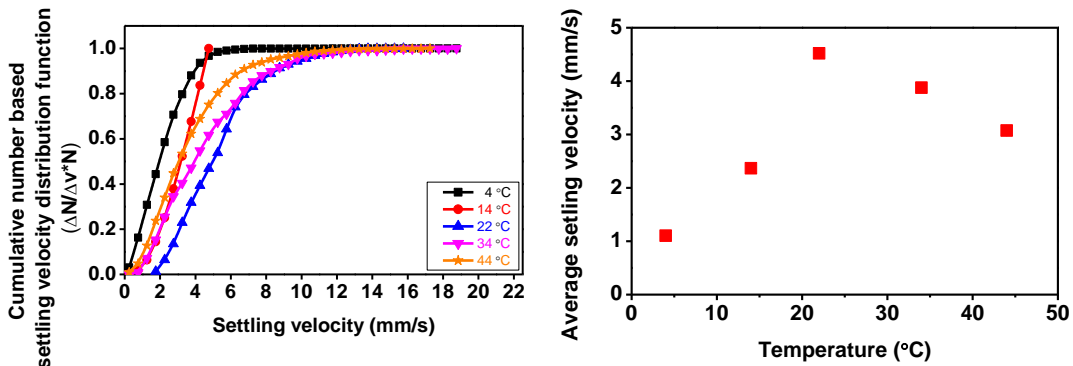 Cumulative number based
settling velocity distribution function
(ΔN/Δv*N)
1.0
0.8
0.6
0.4
0.2
0.0
0 2 4 6 8 10 12 14 16 18 20 22
Settling velocity (mm/s)
4 °C
14 °C
22 °C
34 °C
44 °C
Average setling velocity (mm/s)
5
4
3
2
1
0
0 10 20 30 40 50
Temperature (°C)